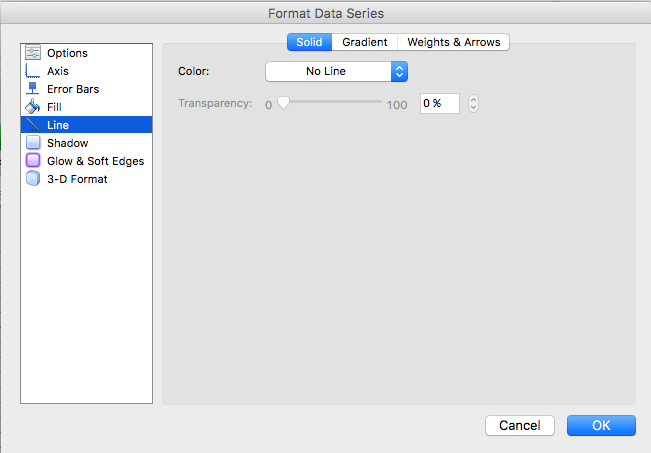 Format Data Series
Options
Axis
Error Bars
Fill
Line
Shadow
Glow & Soft Edges
3-D Format
Solid Gradient Weights & Arrows
Color: No Line
Transparency: 0 100 0 %
Cancel OK